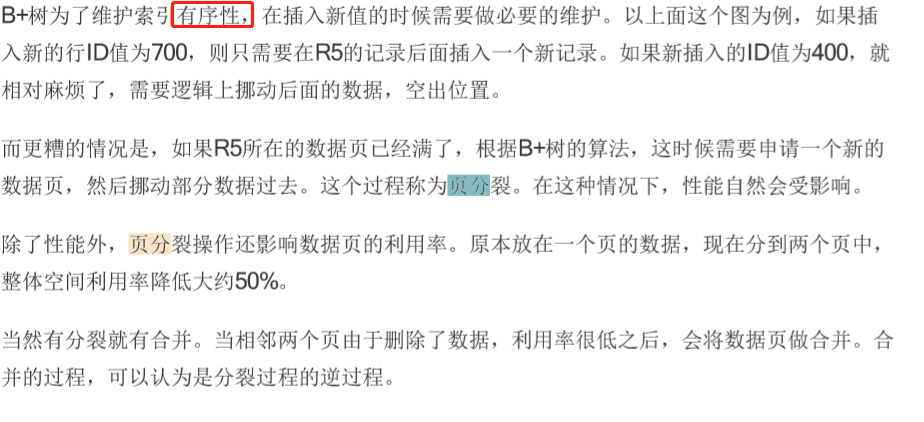 B+树为了维护索引有序性，在插入新值的时候需要做必要的维护。以上面这个图为例，如果插
入新的行ID值为700，则只需要在R5的记录后面插入一个新记录。如果新插入的ID值为400，就
相对麻烦了，需要逻辑上挪动后面的数据，空出位置。
而更糟的情况是，如果R5所在的数据页已经满了，根据B+树的算法，这时候需要申请一个新的
数据页，然后挪动部分数据过去。这个过程称为页分裂。在这种情况下，性能自然会受影响。
除了性能外，页分裂操作还影响数据页的利用率。原本放在一个页的数据，现在分到两个页中，
整体空间利用率降低大约50%。
当然有分裂就有合并。当相邻两个页由于删除了数据，利用率很低之后，会将数据页做合并。合
并的过程，可以认为是分裂过程的逆过程。